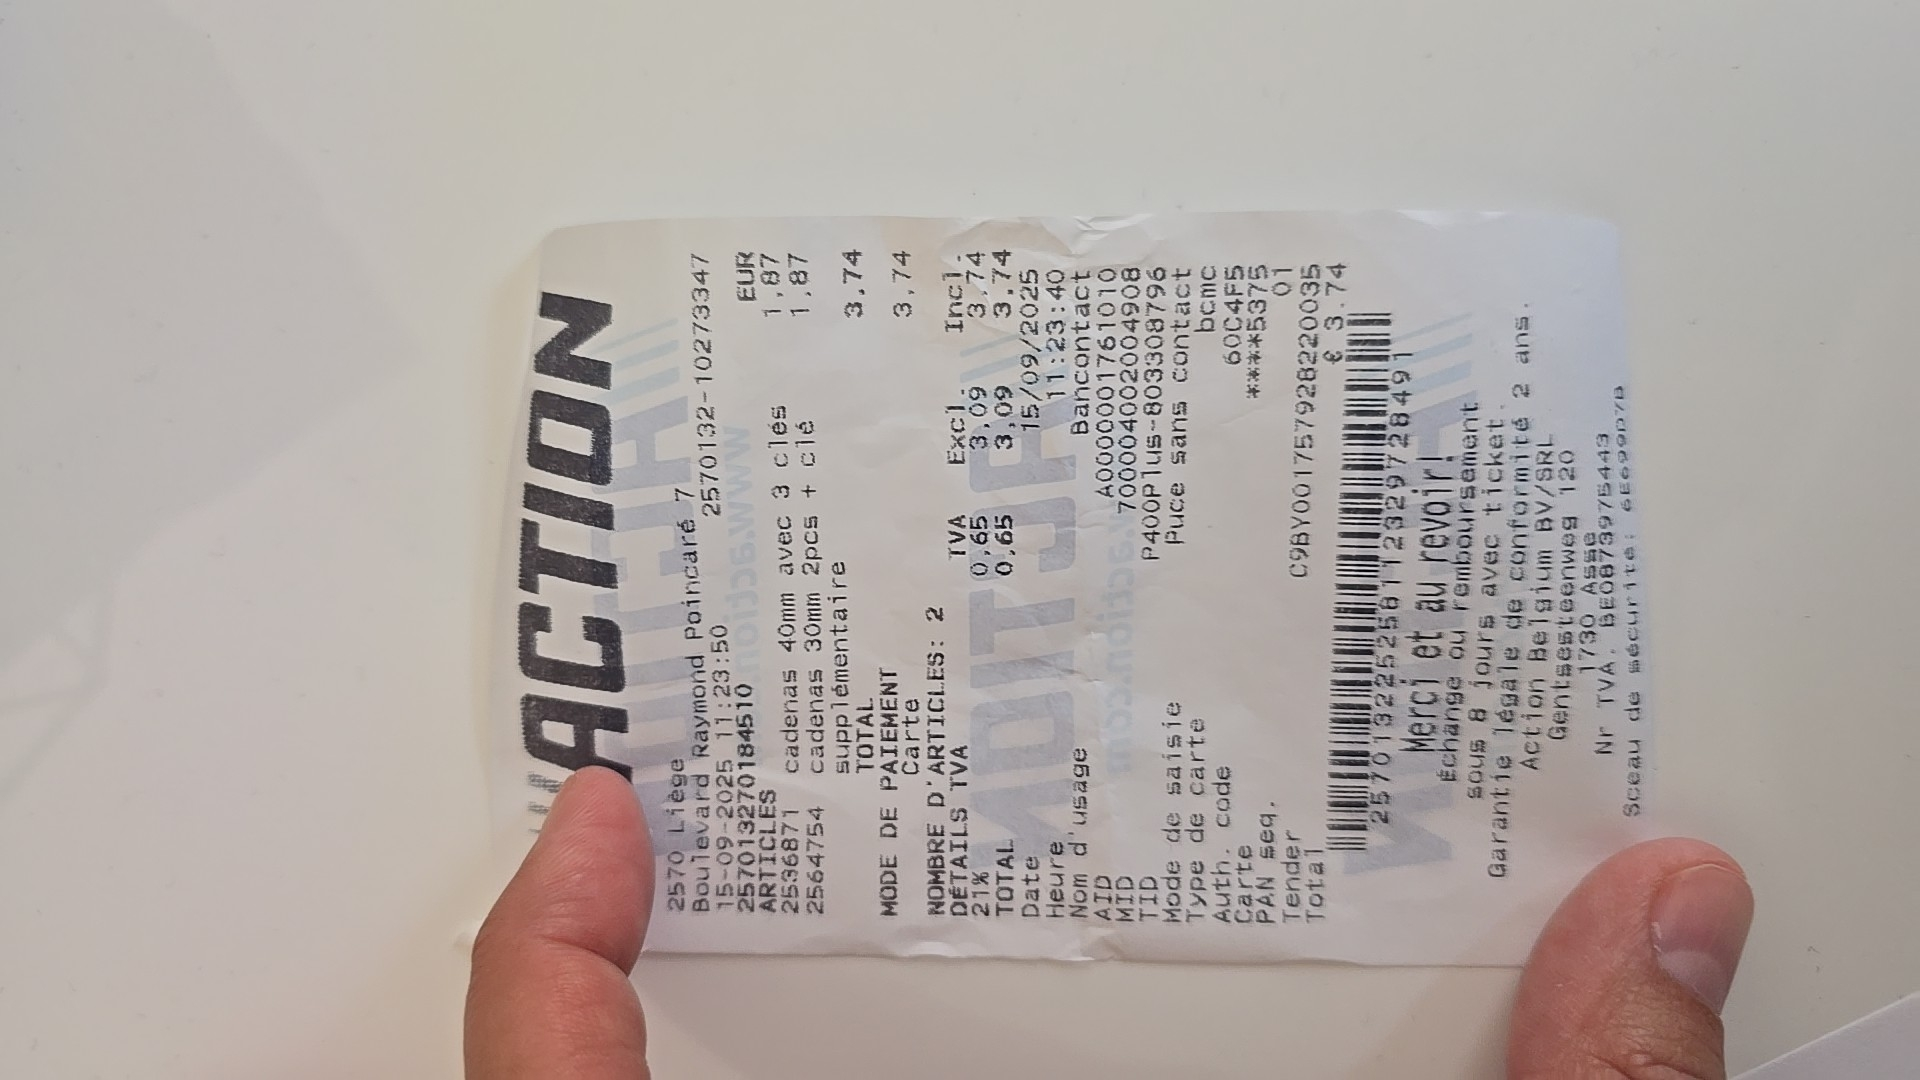 ACTION
2570 Liège
Boulevard Raymond Poincaré 7
15-09-2025 11:23:50 2570132-10273347
2570132701845​10
ARTICLES EUR
2536871 cadenas 40mm avec 3 clés 1,87
2564754 cadenas 30mm 2pcs + clé 1,87
supplémentaire
TOTAL 3,74
MODE DE PAIEMENT
Carte 3,74
NOMBRE D'ARTICLES: 2
DÉTAILS TVA TVA Excl. Incl.
21% 0,65 3,09 3,74
TOTAL 0,65 3,09 3,74
Date 15/09/2025
Heure 11:23:40
Nom d'usage Bancontact
AID A0000001761010
MID 700004002004908
TID P400Plus-803308796
Mode de saisie Puce sans contact
Type de carte bcmc
Auth. code 60C4F5
Carte ****5375
PAN seq. 01
Tender C9BY001757928220035
Total € 3.74
257013225258112329728491
Merci et au revoir!
Échange ou remboursement
sous 8 jours avec ticket.
Garantie légale de conformité 2 ans.
Action Belgium BV/SRL
Gentsesteenweg 120
1730 Asse
Nr TVA. BE0873975443
Sceau de sécurité: 6E699D7B